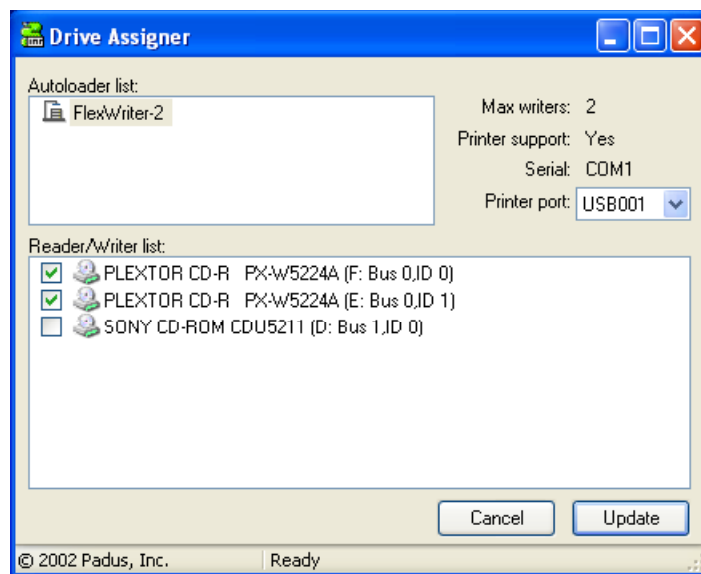 Drive Assigner
Autoloader list:
FlexWriter-2
Max writers: 2
Printer support: Yes
Serial: COM1
Printer port: USB001
Reader/Writer list:
PLEXTOR CD-R PX-W5224A (F: Bus 0,ID 0)
PLEXTOR CD-R PX-W5224A (E: Bus 0,ID 1)
SONY CD-ROM CDU5211 (D: Bus 1,ID 0)
Cancel Update
© 2002 Padus, Inc. Ready